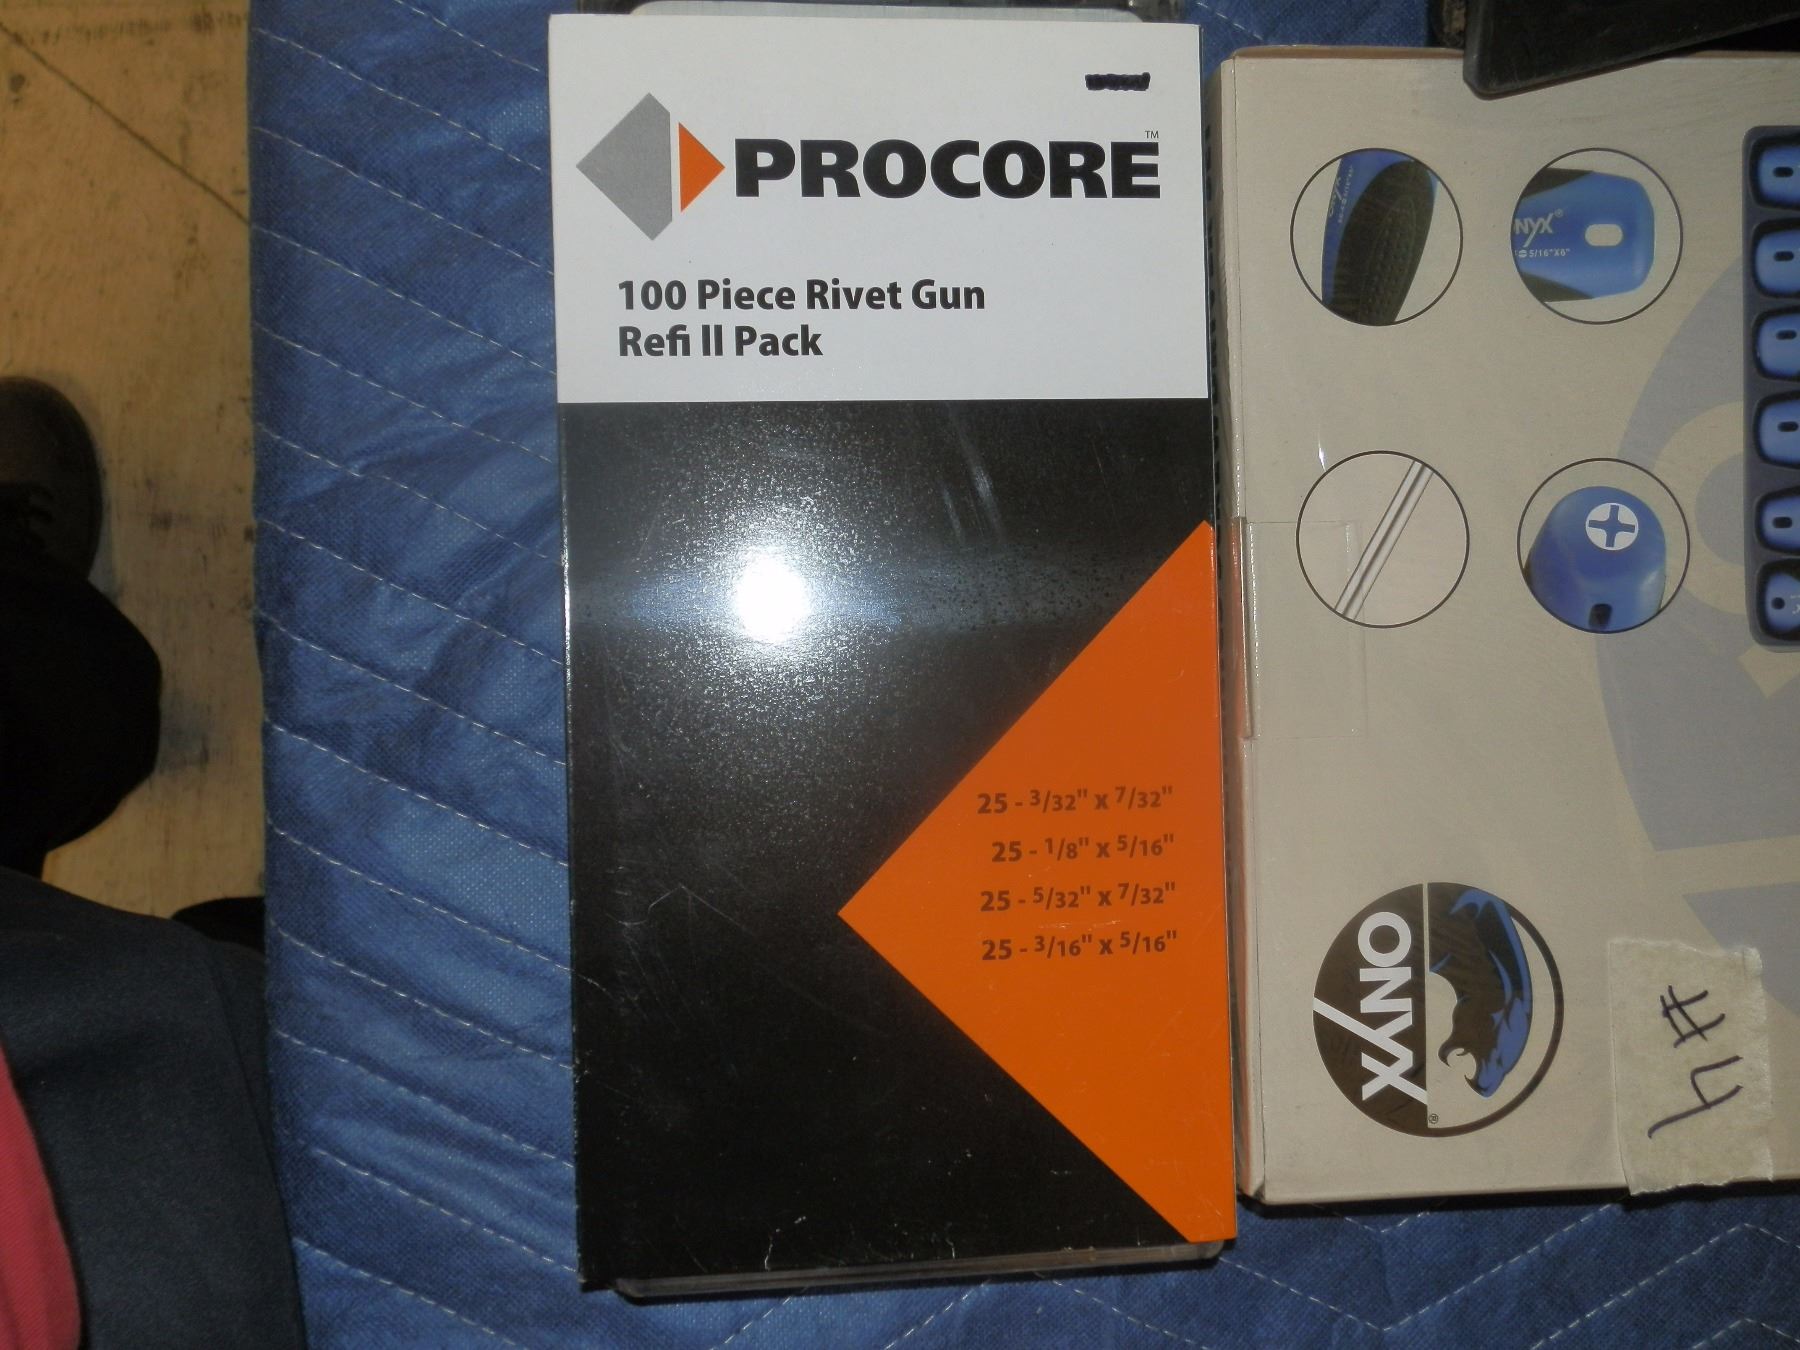 PROCORE™
100 Piece Rivet Gun
Refi ll Pack
25 - 3/32" x 7/32"
25 - 1/8" x 5/16"
25 - 5/32" x 7/32"
25 - 3/16" x 5/16"
NYX®
5/16"X6"
ONYX®
#4